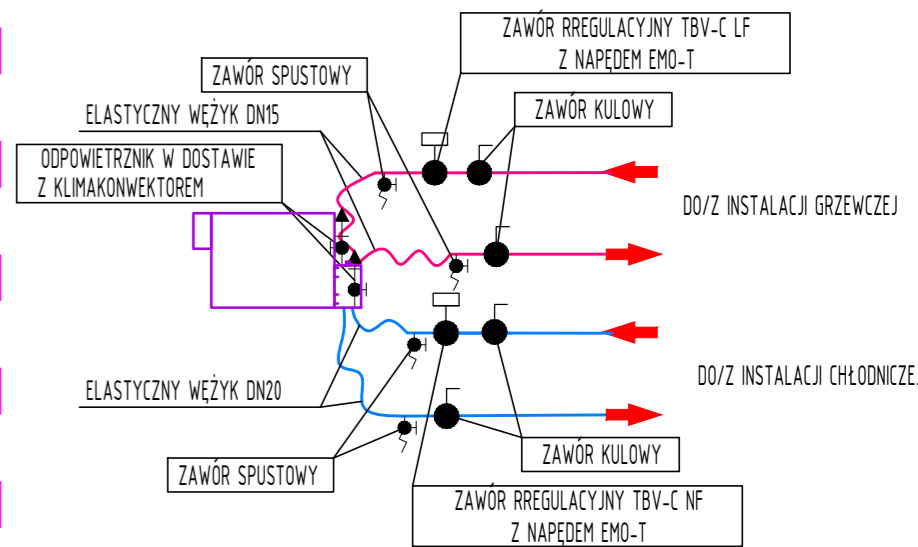 ZAWÓR RREGULACYJNY TBV-C LF
Z NAPĘDEM EMO-T
ZAWÓR SPUSTOWY
ZAWÓR KULOWY
ELASTYCZNY WĘŻYK DN15
ODPOWIETRZNIK W DOSTAWIE
Z KLIMAKONWEKTOREM
DO/Z INSTALACJI GRZEWCZEJ
DO/Z INSTALACJI CHŁODNICZEJ
ELASTYCZNY WĘŻYK DN20
ZAWÓR KULOWY
ZAWÓR SPUSTOWY
ZAWÓR RREGULACYJNY TBV-C NF
Z NAPĘDEM EMO-T